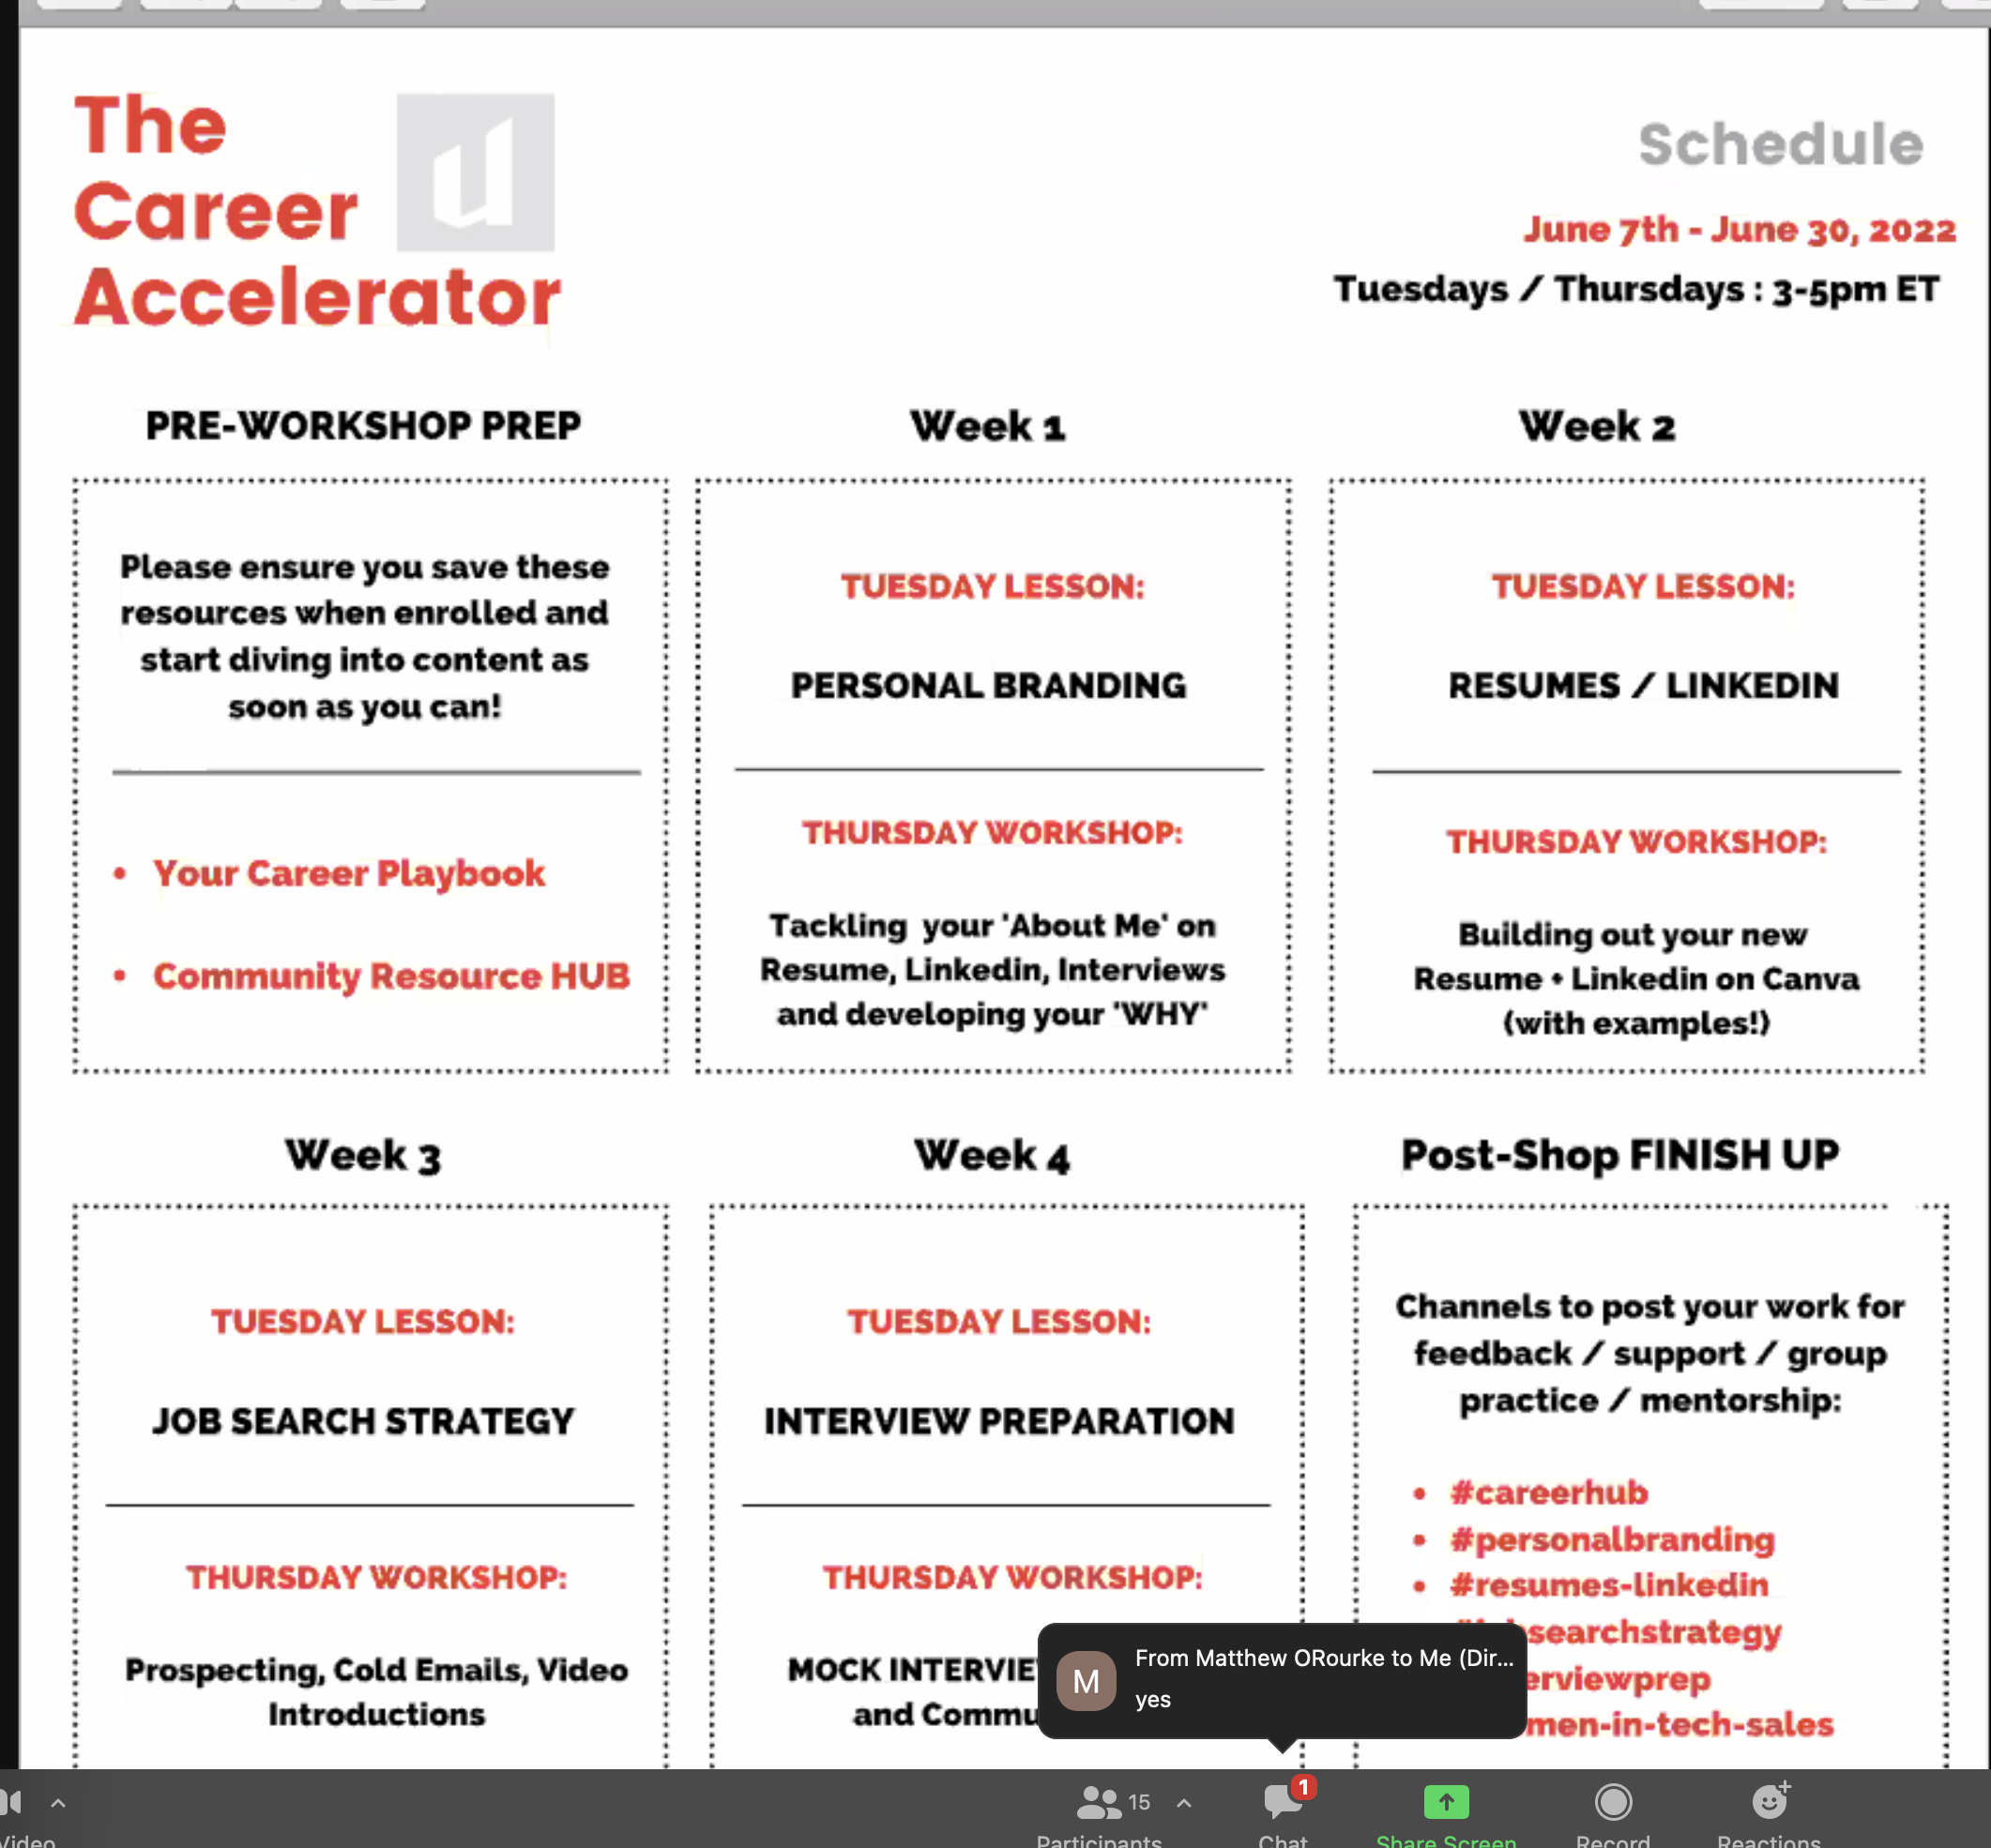 The
Career
Accelerator
Schedule
June 7th - June 30, 2022
Tuesdays / Thursdays : 3-5pm ET
PRE-WORKSHOP PREP
Please ensure you save these
resources when enrolled and
start diving into content as
soon as you can!
• Your Career Playbook
• Community Resource HUB
Week 1
TUESDAY LESSON:
PERSONAL BRANDING
THURSDAY WORKSHOP:
Tackling your 'About Me' on
Resume, Linkedin, Interviews
and developing your 'WHY'
Week 2
TUESDAY LESSON:
RESUMES / LINKEDIN
THURSDAY WORKSHOP:
Building out your new
Resume + Linkedin on Canva
(with examples!)
Week 3
TUESDAY LESSON:
JOB SEARCH STRATEGY
THURSDAY WORKSHOP:
Prospecting, Cold Emails, Video
Introductions
Week 4
TUESDAY LESSON:
INTERVIEW PREPARATION
THURSDAY WORKSHOP:
MOCK
and
Post-Shop FINISH UP
Channels to post your work for
feedback / support / group
practice / mentorship:
• #careerhub
• #personalbranding
• #resumes-linkedin
searchstrategy
erviewprep
men-in-tech-sales
M
From Matthew ORourke to Me (Dir...
yes
Video
15
Participants
1
Chat
Share Screen
Record
Reactions